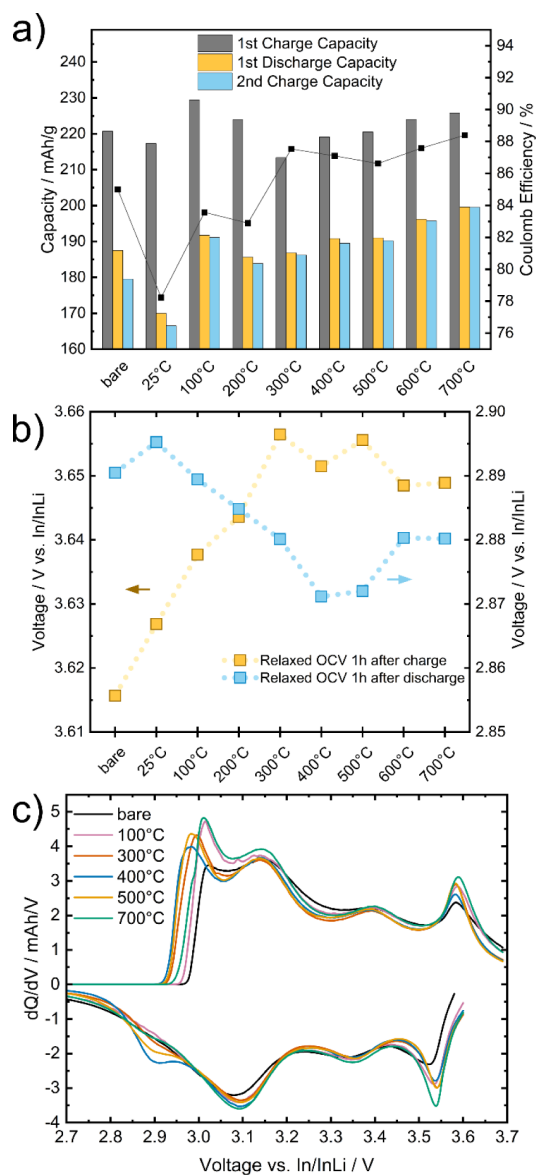 a)
1st Charge Capacity
1st Discharge Capacity
2nd Charge Capacity
240
230
220
210
200
190
180
170
160
Capacity / mAh/g
94
92
90
88
86
84
82
80
78
76
Coulomb Efficiency / %
bare 25°C 100°C 200°C 300°C 400°C 500°C 600°C 700°C
b)
3.66
3.65
3.64
3.63
3.62
3.61
Voltage / V vs. In/InLi
2.90
2.89
2.88
2.87
2.86
2.85
Voltage / V vs. In/InLi
Relaxed OCV 1h after charge
Relaxed OCV 1h after discharge
bare 25°C 100°C 200°C 300°C 400°C 500°C 600°C 700°C
c)
bare
100°C
300°C
400°C
500°C
700°C
5
4
3
2
1
0
-1
-2
-3
-4
dQ/dV / mAh/V
2.7 2.8 2.9 3.0 3.1 3.2 3.3 3.4 3.5 3.6 3.7
Voltage vs. In/InLi / V